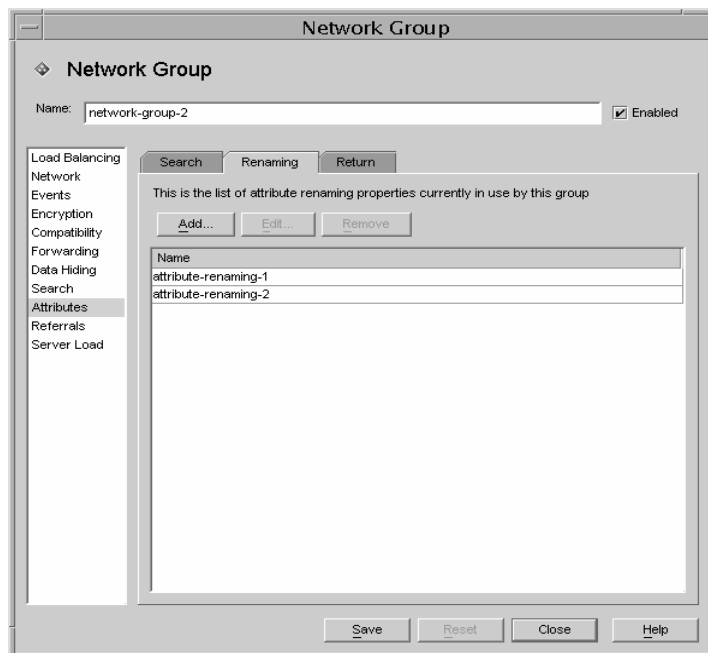 Network Group
Network Group
Name: network-group-2 Enabled
Load Balancing
Network
Events
Encryption
Compatibility
Forwarding
Data Hiding
Search
Attributes
Referrals
Server Load
Search Renaming Return
This is the list of attribute renaming properties currently in use by this group
Add... Edit... Remove
Name
attribute-renaming-1
attribute-renaming-2
Save Reset Close Help